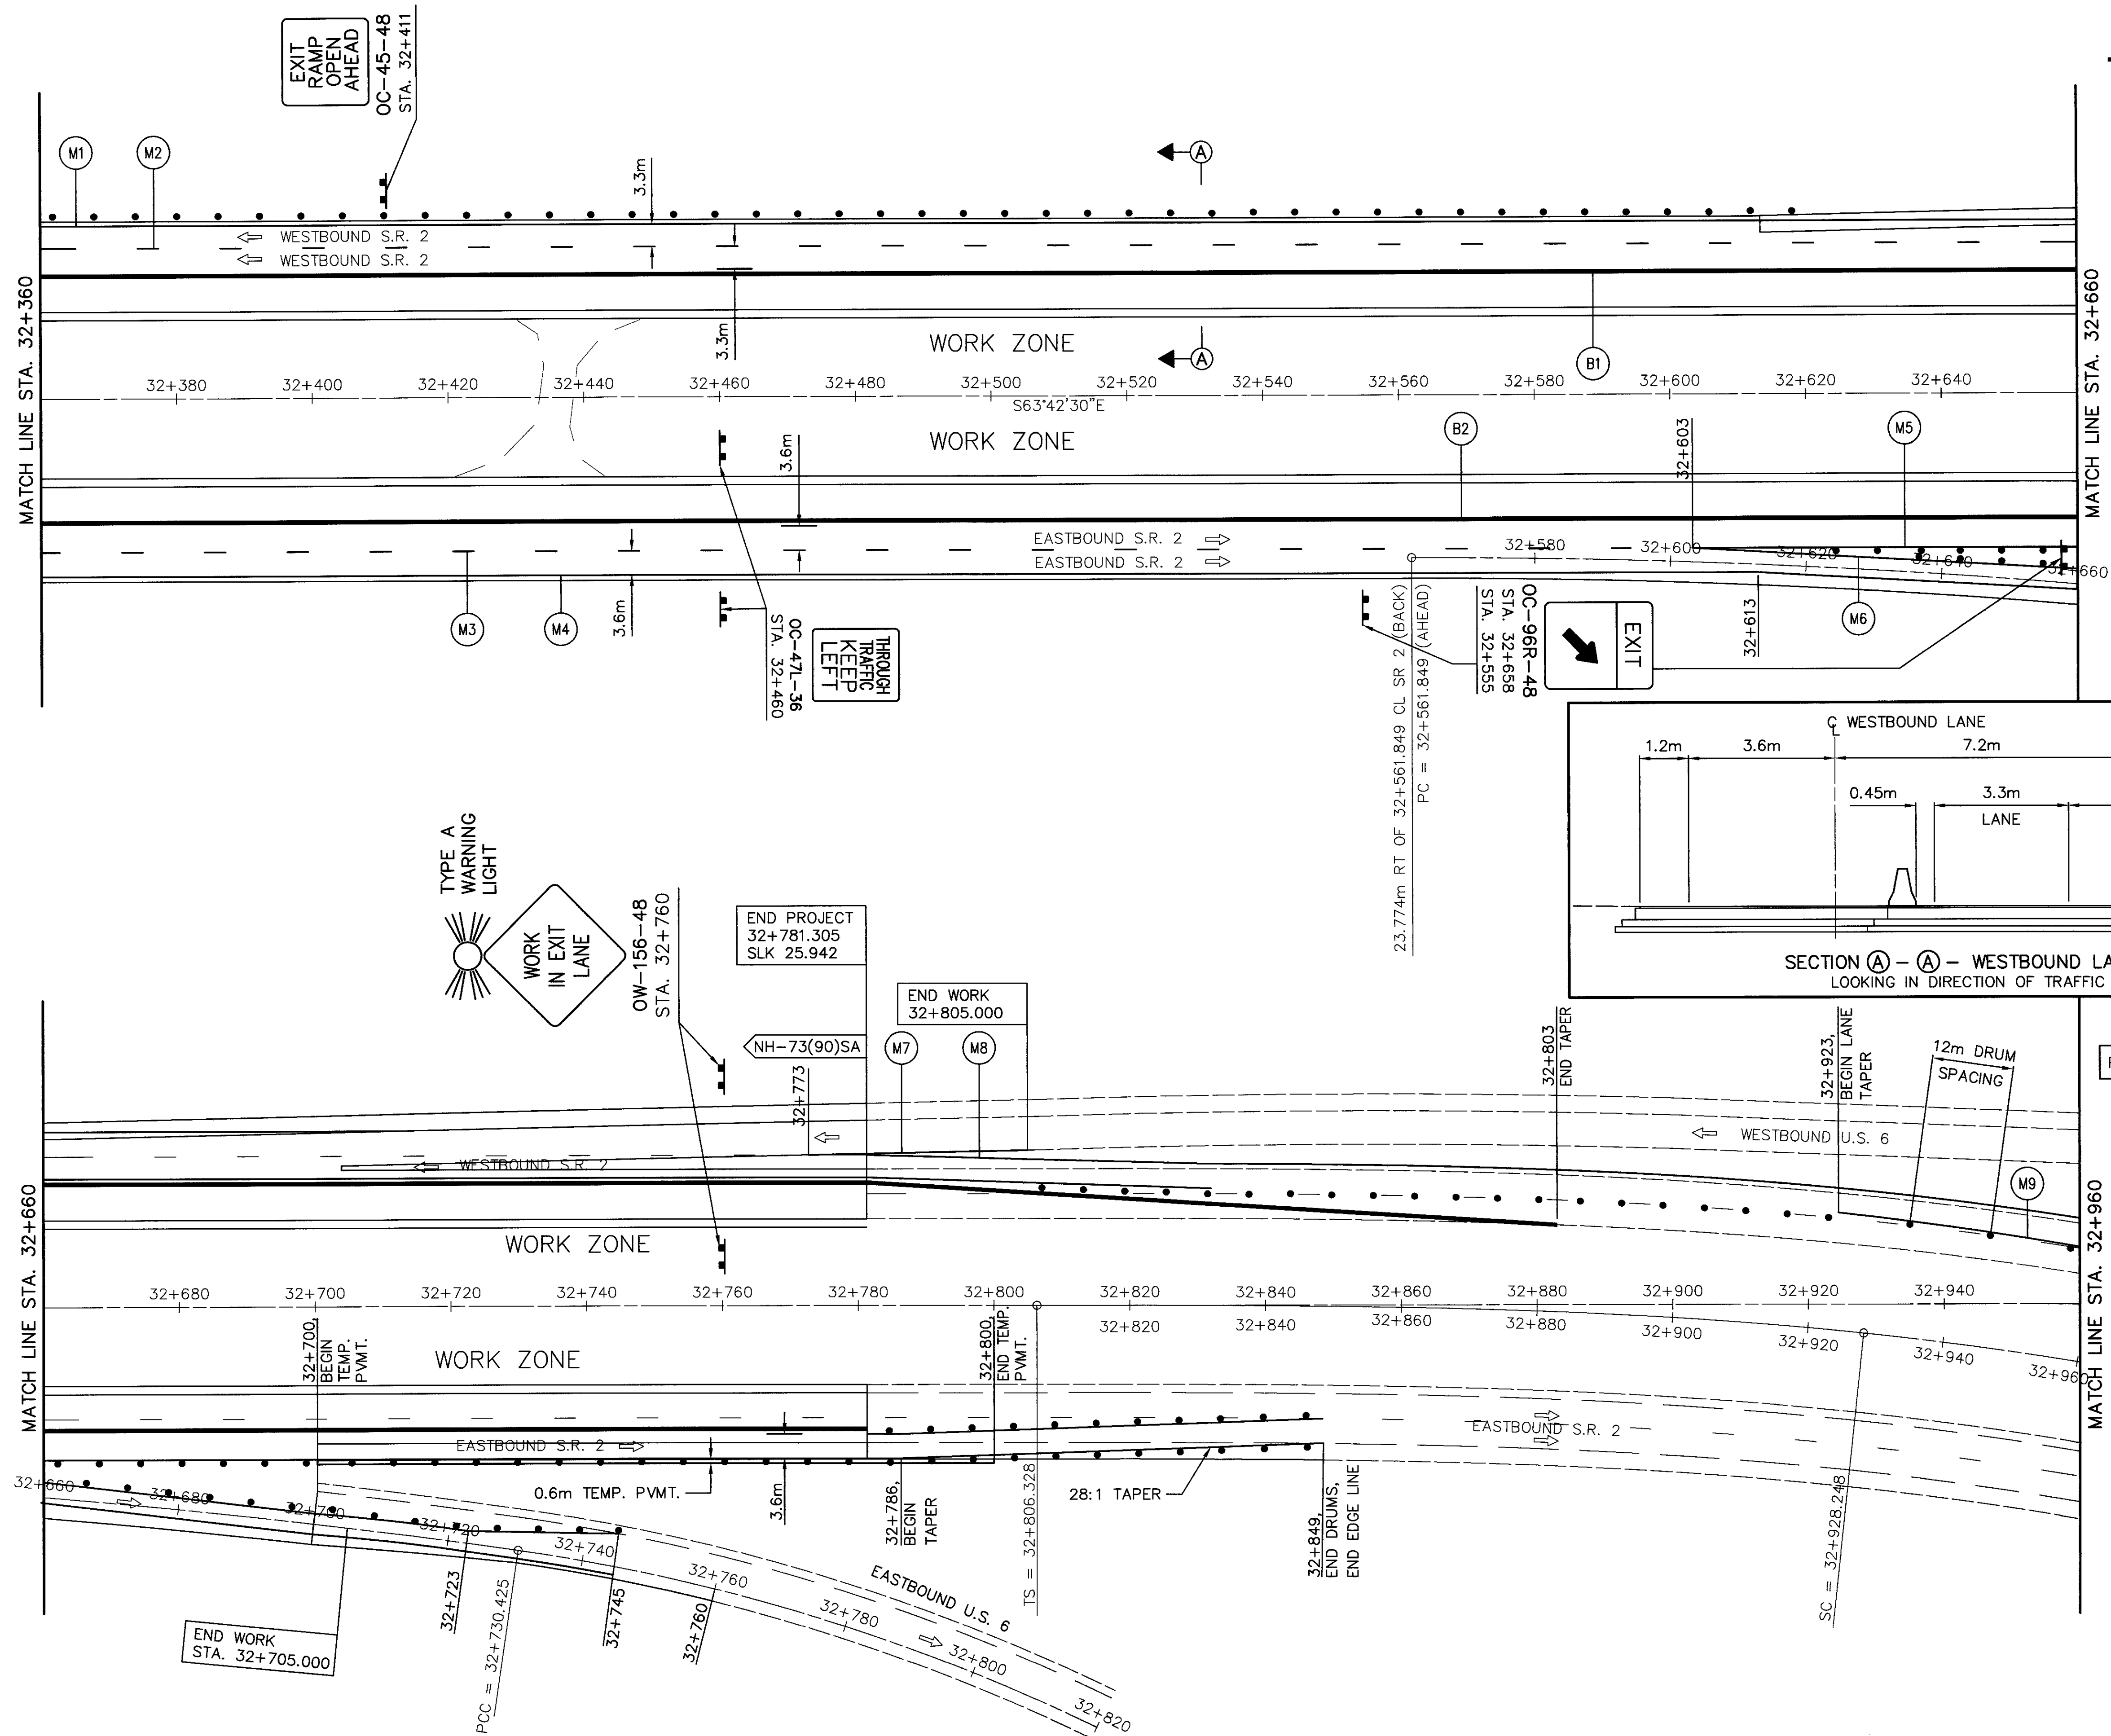 EXIT
RAMP
OPEN
AHEAD
OC-45-48
STA. 32+411
M1
M2
3.3m
A
WESTBOUND S.R. 2
WESTBOUND S.R. 2
MATCH LINE STA. 32+360
MATCH LINE STA. 32+660
3.3m
WORK ZONE
A
B1
32+380
32+400
32+420
32+440
32+460
32+480
32+500
32+520
32+540
32+560
32+580
32+600
32+620
32+640
S63°42'30"E
WORK ZONE
3.6m
B2
32+603
M5
EASTBOUND S.R. 2
EASTBOUND S.R. 2
32+580
32+600
32+620
32+640
32+660
M3
M4
3.6m
OC-47L-36
STA. 32+460
THROUGH
TRAFFIC
KEEP
LEFT
23.774m RT OF 32+561.849 CL SR 2 (BACK)
PC = 32+561.849 (AHEAD)
OC-96R-48
STA. 32+658
STA. 32+555
EXIT
32+613
M6
CL WESTBOUND LANE
1.2m
3.6m
7.2m
0.45m
3.3m
LANE
SECTION A - A - WESTBOUND LA
LOOKING IN DIRECTION OF TRAFFIC
TYPE A
WARNING
LIGHT
WORK
IN EXIT
LANE
OW-156-48
STA. 32+760
END PROJECT
32+781.305
SLK 25.942
END WORK
32+805.000
NH-73(90)SA
M7
M8
32+773
32+803
END TAPER
32+923,
BEGIN LANE
TAPER
12m DRUM
SPACING
WESTBOUND U.S. 6
WESTBOUND S.R. 2
M9
MATCH LINE STA. 32+660
MATCH LINE STA. 32+960
WORK ZONE
32+680
32+700
32+720
32+740
32+760
32+780
32+800
32+820
32+840
32+860
32+880
32+900
32+920
32+940
32+820
32+840
32+860
32+880
32+900
32+920
32+940
32+960
32+700,
BEGIN
TEMP.
PVMT.
WORK ZONE
32+800,
END TEMP.
PVMT.
EASTBOUND S.R. 2
EASTBOUND S.R. 2
32+660
32+680
32+700
32+720
32+740
32+760
32+780
32+800
32+820
0.6m TEMP. PVMT.
3.6m
32+786,
BEGIN
TAPER
28:1 TAPER
TS = 32+806.328
32+849,
END DRUMS,
END EDGE LINE
SC = 32+928.248
EASTBOUND U.S. 6
END WORK
STA. 32+705.000
32+723
PCC = 32+730.425
32+745
32+760